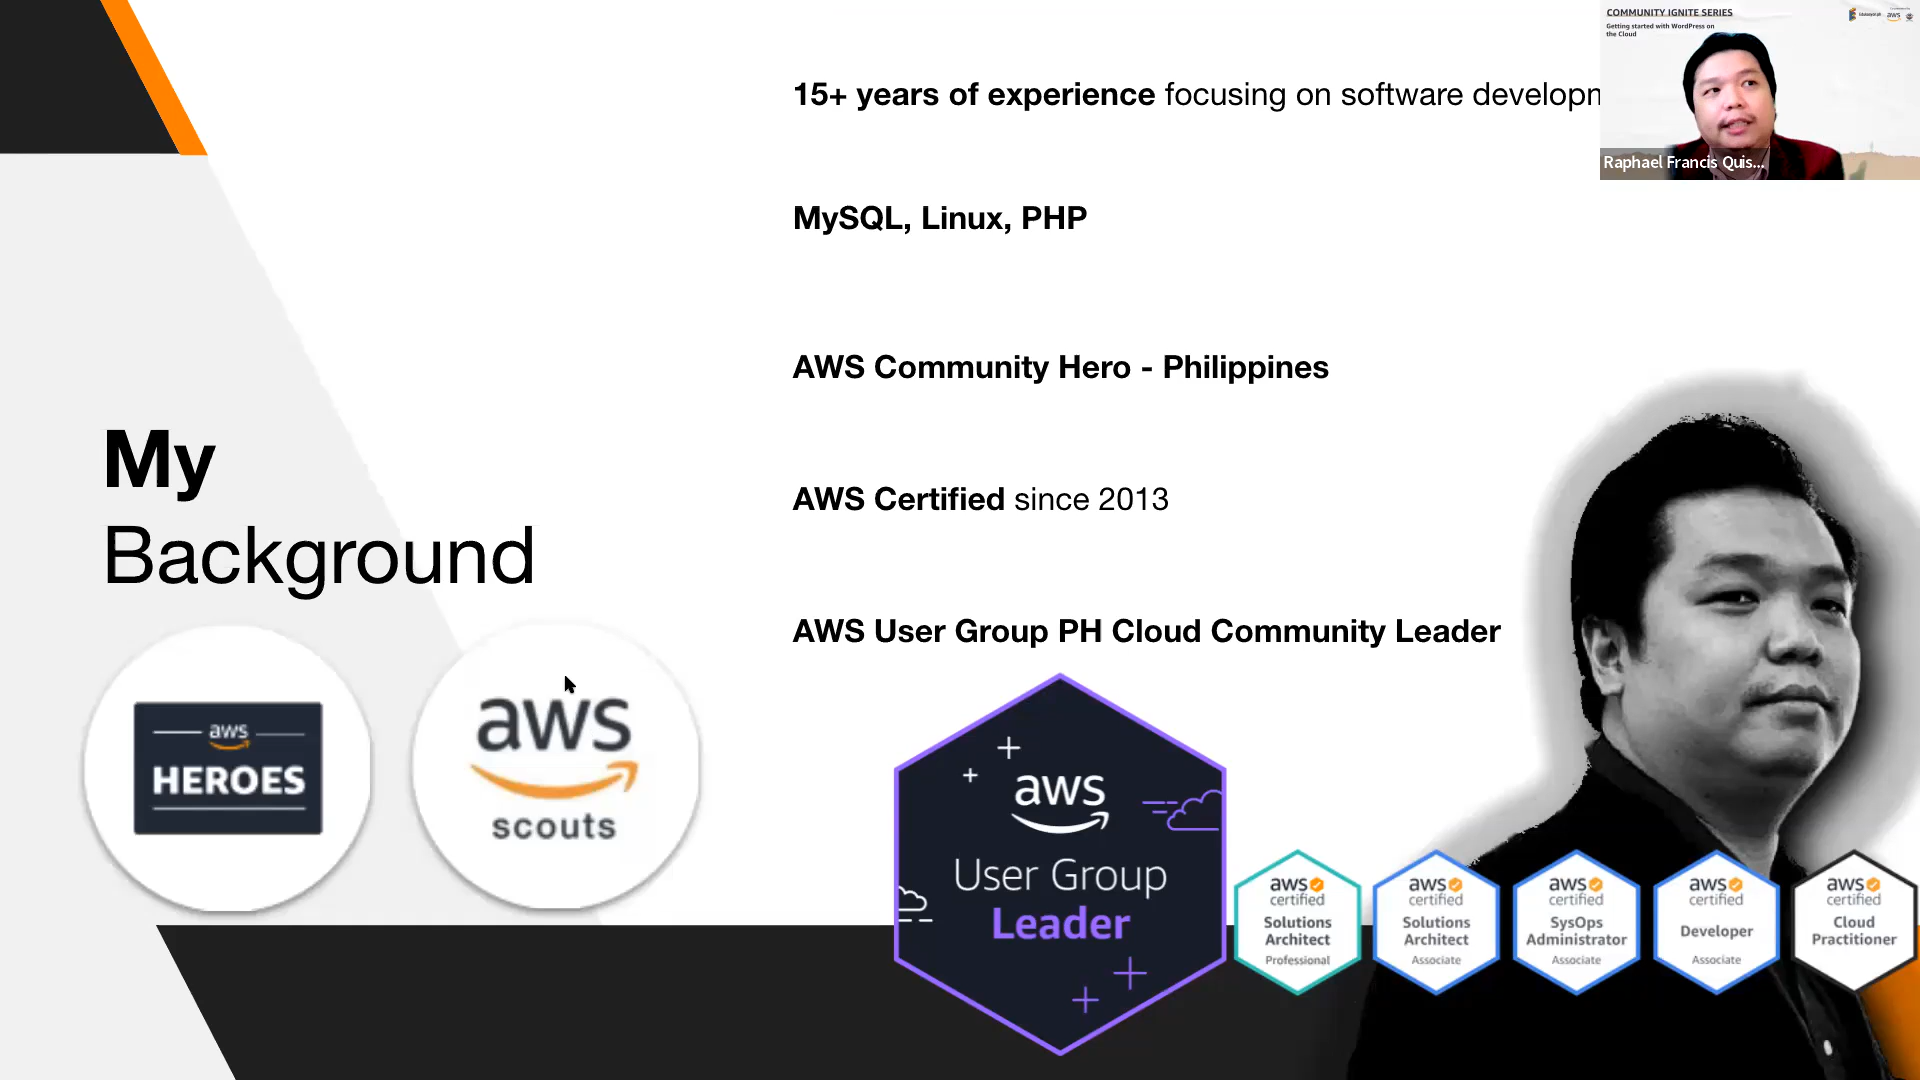 COMMUNITY IGNITE SERIES
Getting started with WordPress on
the Cloud
aws
Raphael Francis Quis...
15+ years of experience focusing on software developm
MySQL, Linux, PHP
AWS Community Hero - Philippines
My
Background
AWS Certified since 2013
AWS User Group PH Cloud Community Leader
aws
HEROES
aws
scouts
aws
User Group
Leader
aws
certified
Solutions
Architect
Professional
aws
certified
Solutions
Architect
Associate
aws
certified
SysOps
Administrator
Associate
aws
certified
Developer
Associate
aws
certified
Cloud
Practitioner